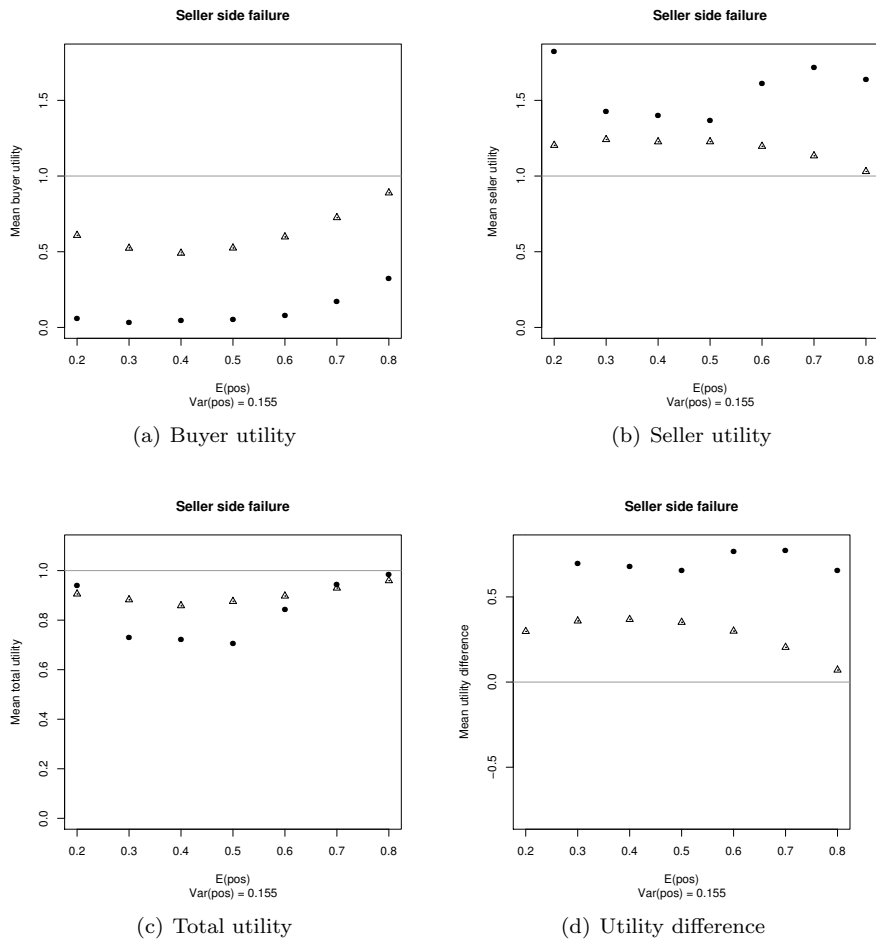 Seller side failure
Mean buyer utility
0.0 0.5 1.0 1.5
0.2 0.3 0.4 0.5 0.6 0.7 0.8
E(pos)
Var(pos) = 0.155
(a) Buyer utility
Seller side failure
Mean seller utility
0.0 0.5 1.0 1.5
0.2 0.3 0.4 0.5 0.6 0.7 0.8
E(pos)
Var(pos) = 0.155
(b) Seller utility
Seller side failure
Mean total utility
0.0 0.2 0.4 0.6 0.8 1.0
0.2 0.3 0.4 0.5 0.6 0.7 0.8
E(pos)
Var(pos) = 0.155
(c) Total utility
Seller side failure
Mean utility difference
−0.5 0.0 0.5
0.2 0.3 0.4 0.5 0.6 0.7 0.8
E(pos)
Var(pos) = 0.155
(d) Utility difference